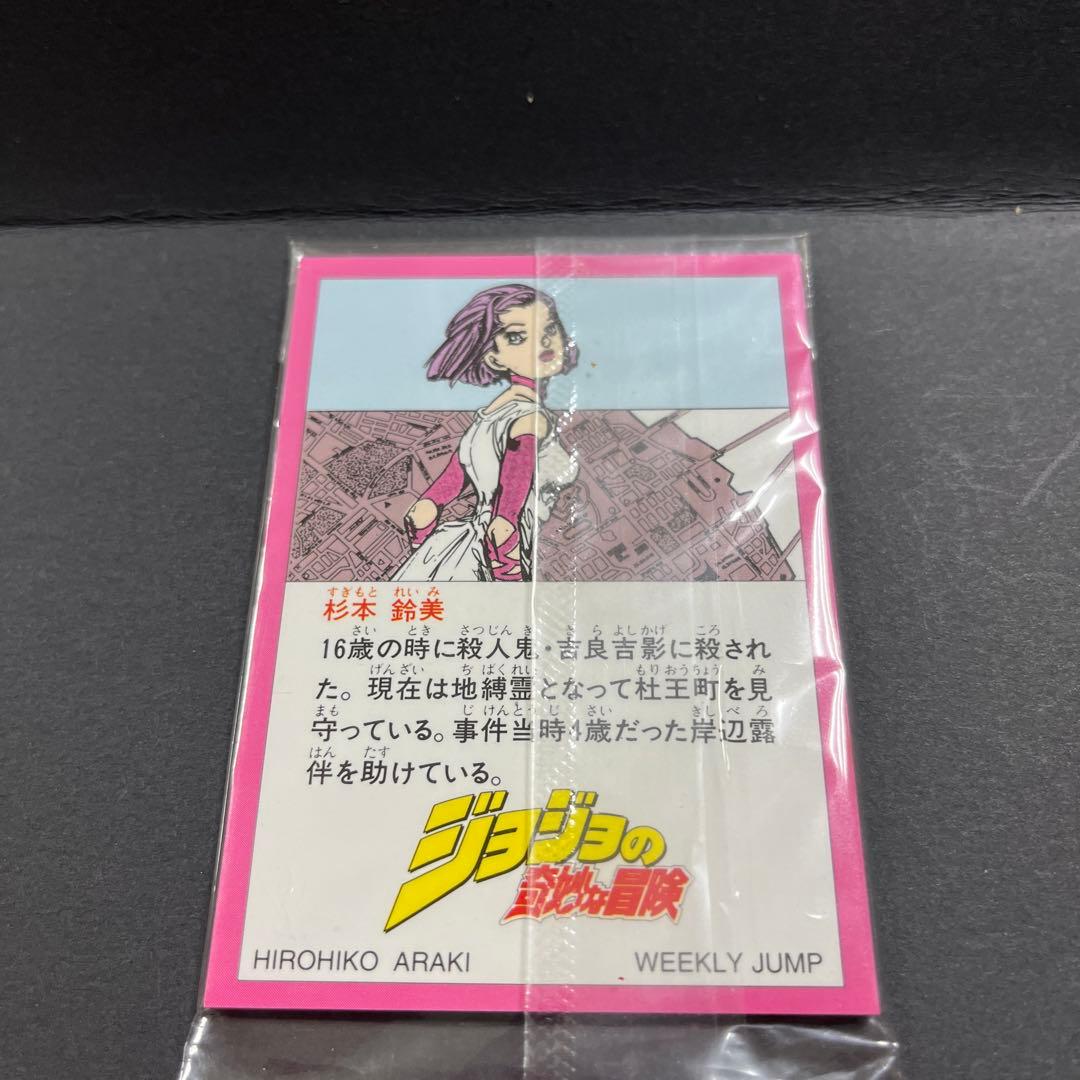 すぎもと れいみ
杉本 鈴美
さい とき さつじんき きらよしかげ ころ
16歳の時に殺人鬼・吉良吉影に殺され
げんざい ぢばくれい もりおうちょう み
た。現在は地縛霊となって杜王町を見
まも じけんとうじ さい きしべろ
守っている。事件当時4歳だった岸辺露
はん たす
伴を助けている。
ジョジョの
奇妙な冒険
HIROHIKO ARAKI WEEKLY JUMP